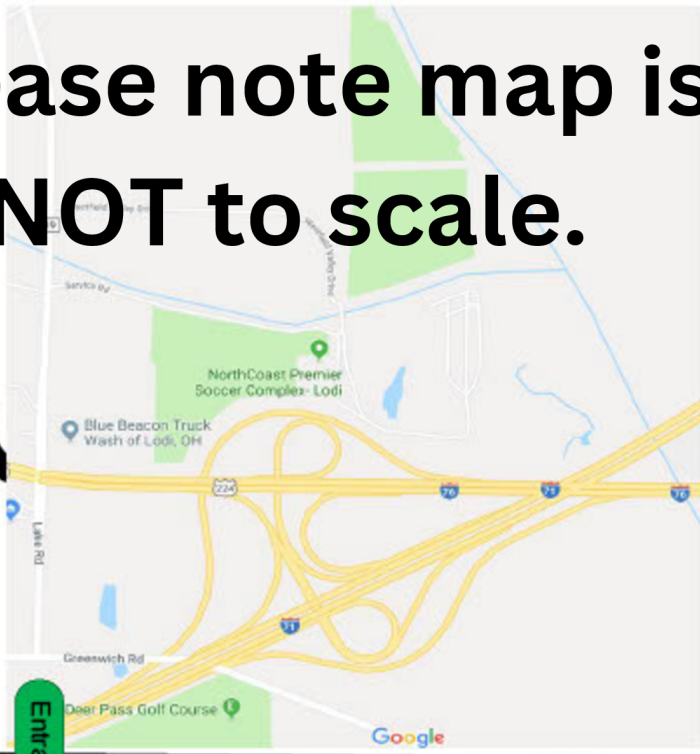 ease note map is
NOT to scale.
Service Rd
NorthCoast Premier
Soccer Complex- Lodi
Blue Beacon Truck
Wash of Lodi, OH
224
76
71
76
Lake Rd
71
Greenwich Rd
Deer Pass Golf Course
Entra
Google